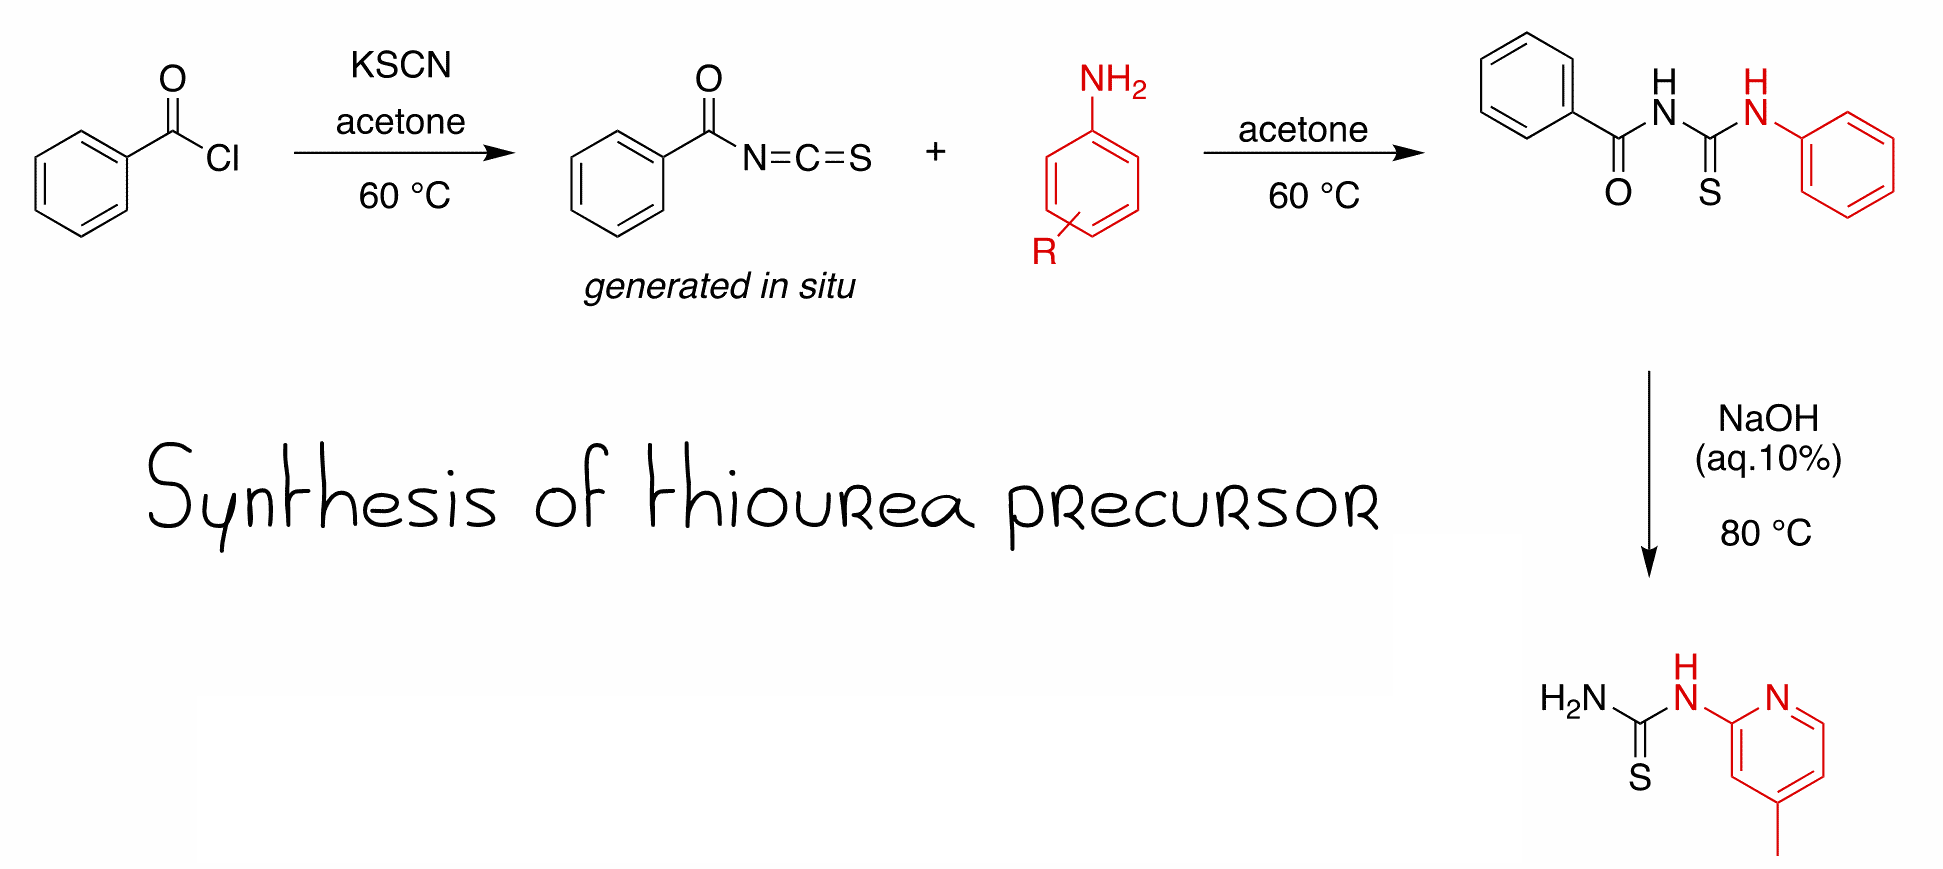 O
Cl
KSCN
acetone
60 °C
O
N=C=S
generated in situ
+
NH2
R
acetone
60 °C
H
N
H
N
O
S
NaOH
(aq.10%)
80 °C
Synthesis of thiourea precursor
H2N
S
H
N
N